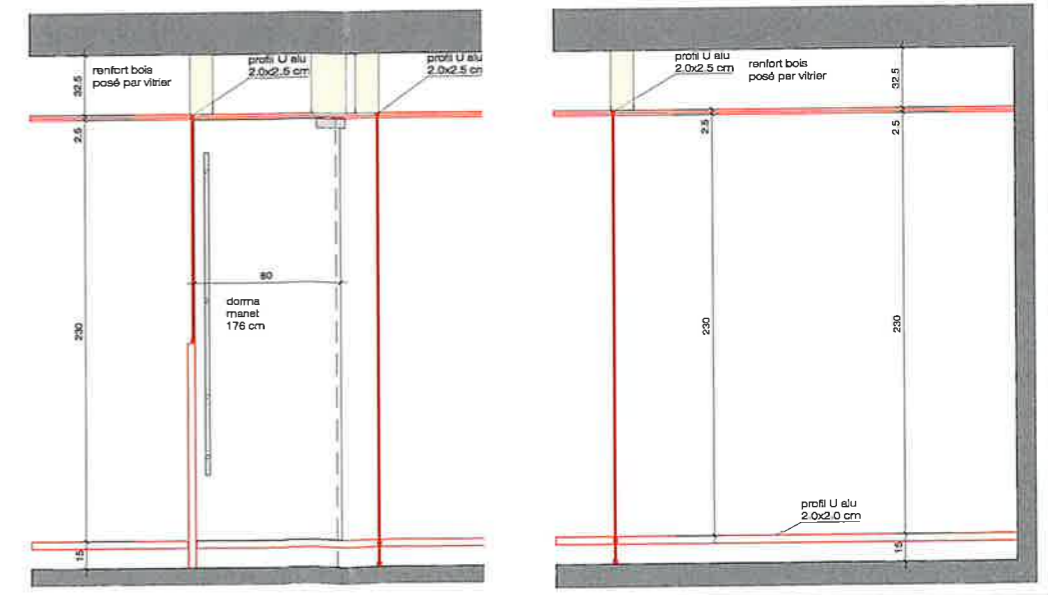 renfort bois
posé par vitrier
profil U alu
2.0x2.5 cm
profil U alu
2.0x2.5 cm
32.5
2.5
80
dorma
manet
176 cm
230
15
profil U alu
2.0x2.5 cm
renfort bois
posé par vitrier
32.5
2.5
2.5
230
230
profil U alu
2.0x2.0 cm
15